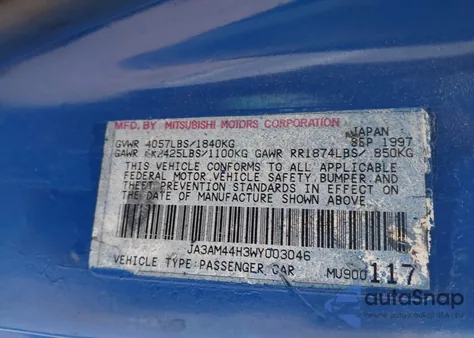 MFD. BY MITSUBISHI MOTORS CORPORATION JAPAN
GVWR 4057LBS/1840KG SEP 1997
GAWR FR2425LBS/1100KG GAWR RR1874LBS/ 850KG
THIS VEHICLE CONFORMS TO ALL APPLICABLE
FEDERAL MOTOR VEHICLE SAFETY, BUMPER AND
THEFT PREVENTION STANDARDS IN EFFECT ON
THE DATE OF MANUFACTURE SHOWN ABOVE.
JA3AM44H3WY003046
VEHICLE TYPE:PASSENGER CAR MU900117
autoSnap